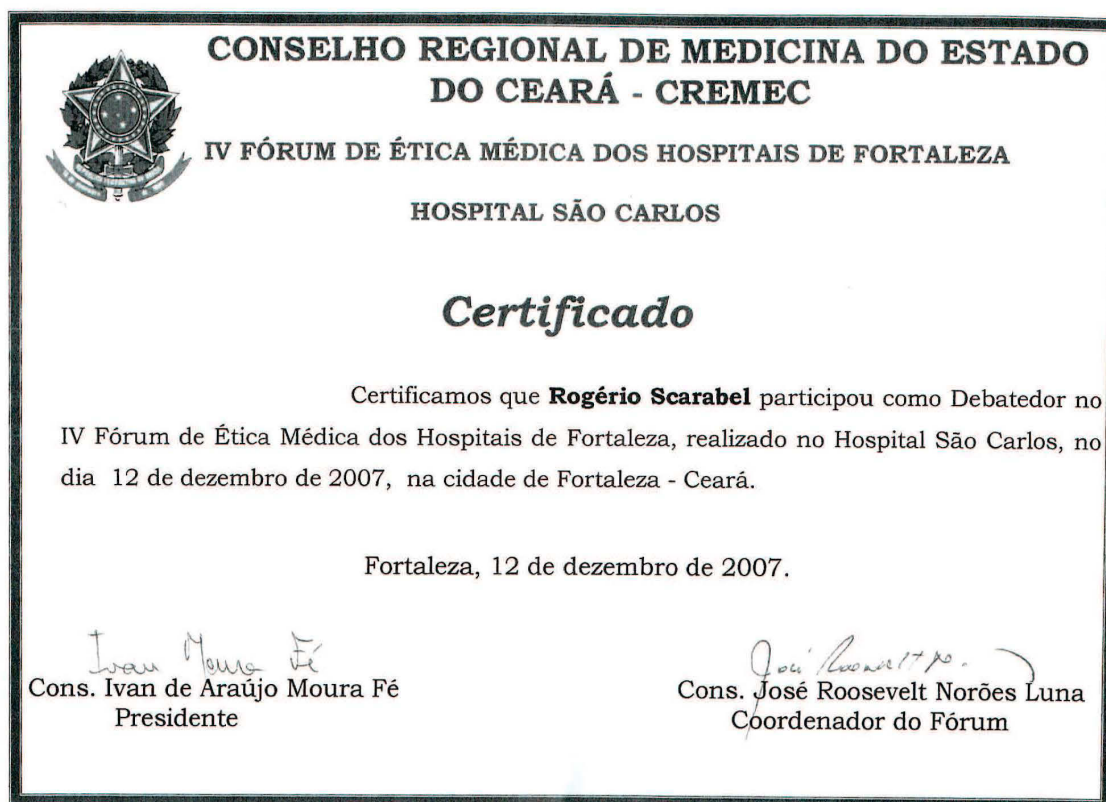 CONSELHO REGIONAL DE MEDICINA DO ESTADO
DO CEARÁ - CREMEC
IV FÓRUM DE ÉTICA MÉDICA DOS HOSPITAIS DE FORTALEZA
HOSPITAL SÃO CARLOS
Certificado
Certificamos que Rogério Scarabel participou como Debatedor no
IV Fórum de Ética Médica dos Hospitais de Fortaleza, realizado no Hospital São Carlos, no
dia 12 de dezembro de 2007, na cidade de Fortaleza - Ceará.
Fortaleza, 12 de dezembro de 2007.
Ivan Moura Fé
Cons. Ivan de Araújo Moura Fé
Presidente
José Roosevelt
Cons. José Roosevelt Norões Luna
Coordenador do Fórum